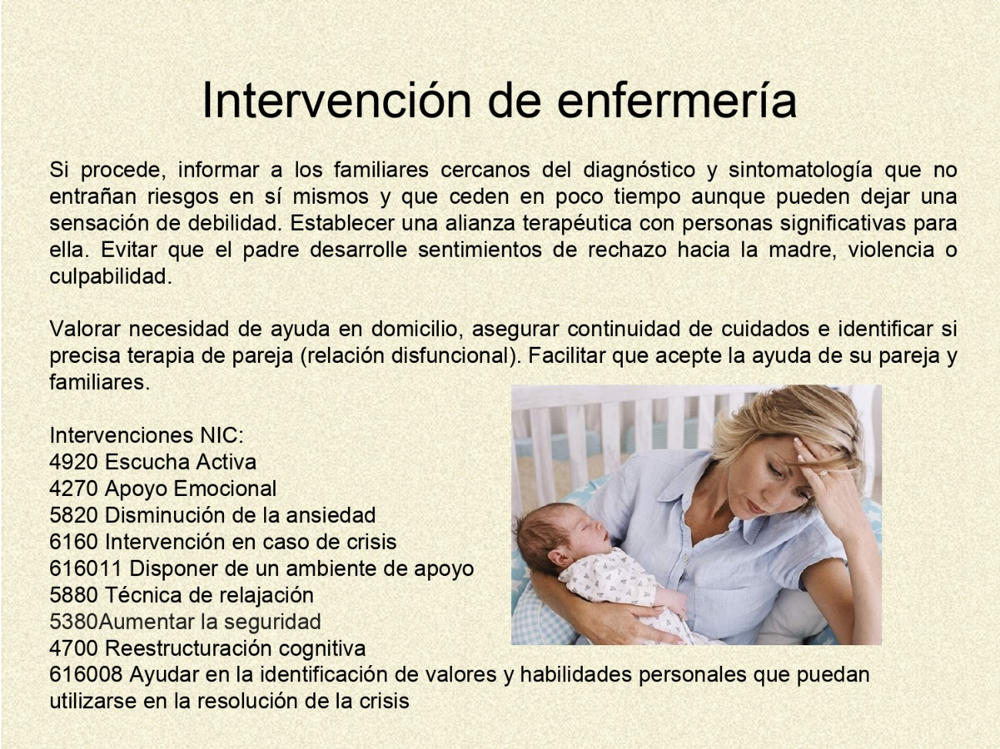 Intervención de enfermería
Si procede, informar a los familiares cercanos del diagnóstico y sintomatología que no
entrañan riesgos en sí mismos y que ceden en poco tiempo aunque pueden dejar una
sensación de debilidad. Establecer una alianza terapéutica con personas significativas para
ella. Evitar que el padre desarrolle sentimientos de rechazo hacia la madre, violencia o
culpabilidad.
Valorar necesidad de ayuda en domicilio, asegurar continuidad de cuidados e identificar si
precisa terapia de pareja (relación disfuncional). Facilitar que acepte la ayuda de su pareja y
familiares.
Intervenciones NIC:
4920 Escucha Activa
4270 Apoyo Emocional
5820 Disminución de la ansiedad
6160 Intervención en caso de crisis
616011 Disponer de un ambiente de apoyo
5880 Técnica de relajación
5380Aumentar la seguridad
4700 Reestructuración cognitiva
616008 Ayudar en la identificación de valores y habilidades personales que puedan
utilizarse en la resolución de la crisis